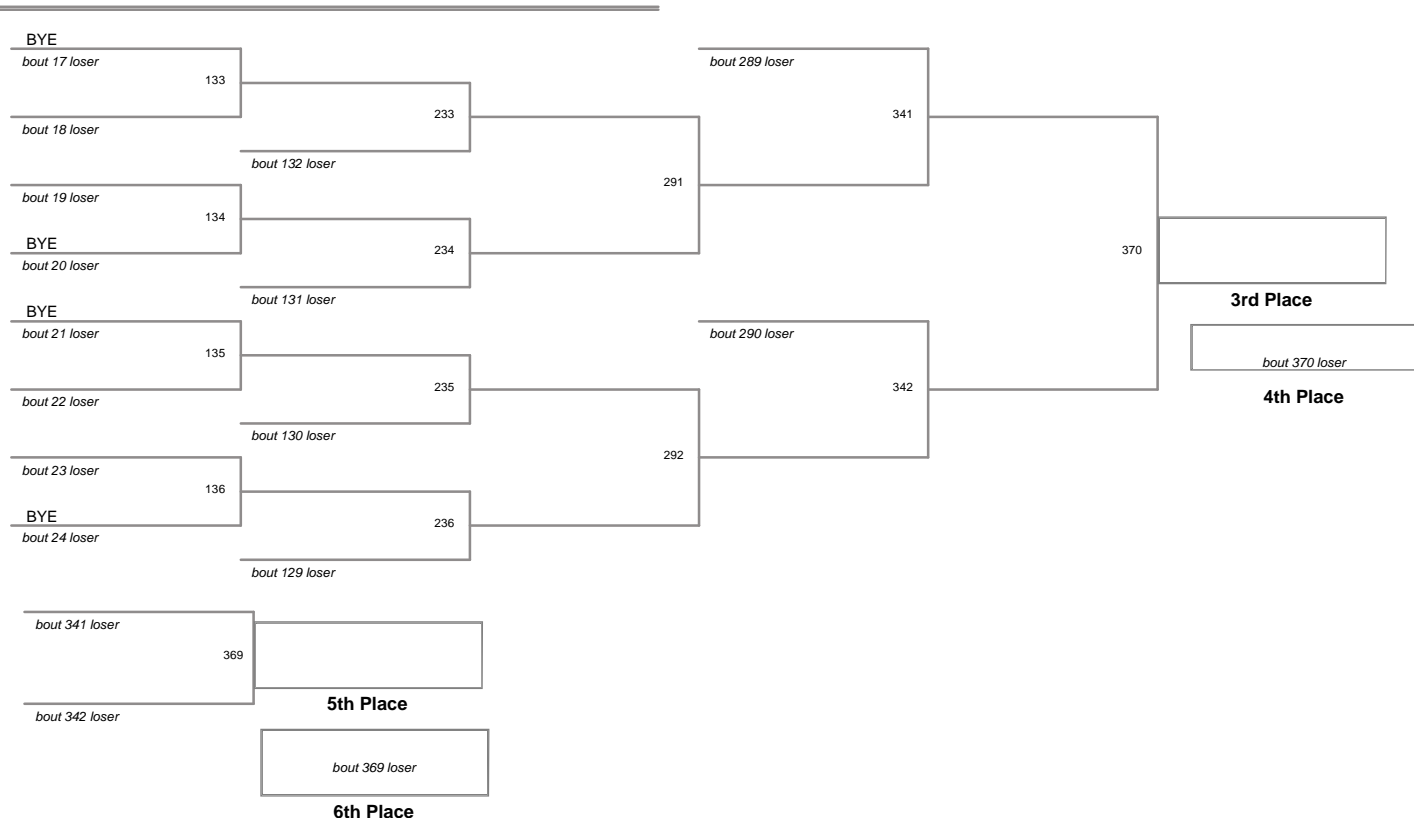 BYE
bout 17 loser
133
bout 18 loser
233
bout 132 loser
bout 19 loser
134
BYE
bout 20 loser
234
bout 131 loser
291
bout 289 loser
341
BYE
bout 21 loser
135
bout 22 loser
235
bout 130 loser
bout 23 loser
136
BYE
bout 24 loser
236
bout 129 loser
292
bout 290 loser
342
370
3rd Place
bout 370 loser
4th Place
bout 341 loser
369
bout 342 loser
5th Place
bout 369 loser
6th Place